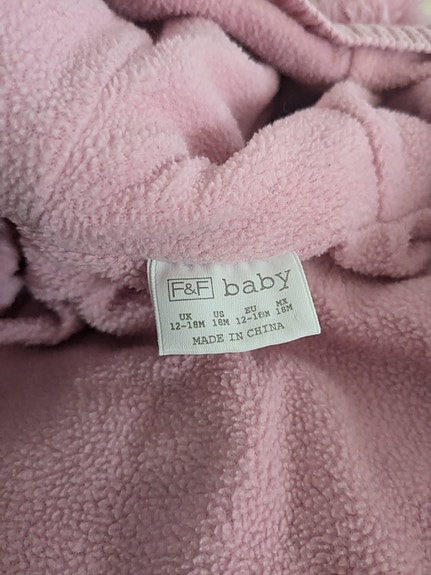 F&F baby
UK US EU MX
12-18M 18M 12-18M 18M
MADE IN CHINA